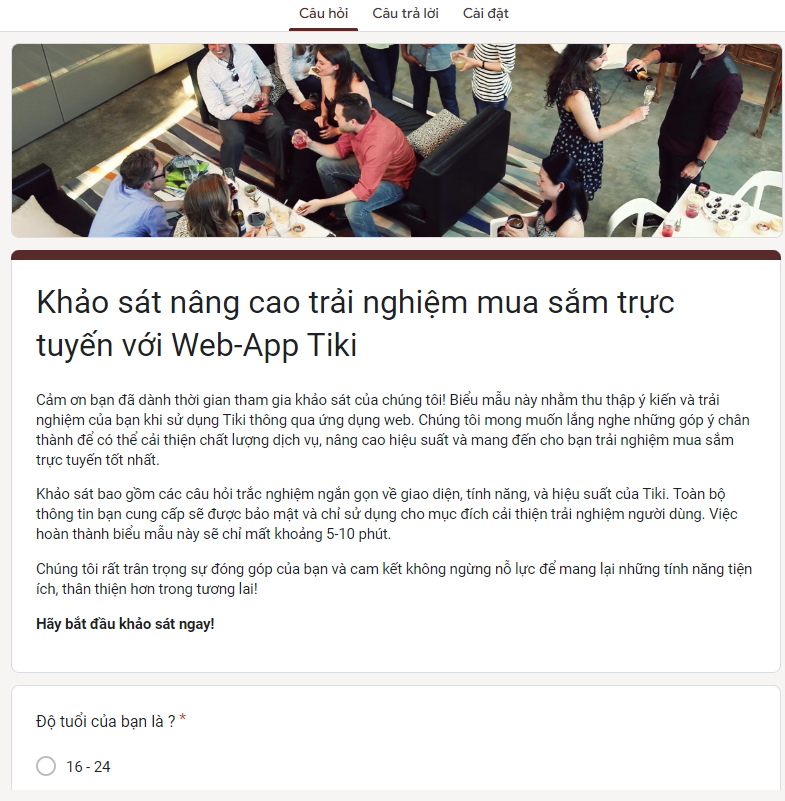 Câu hỏi Câu trả lời Cài đặt
Khảo sát nâng cao trải nghiệm mua sắm trực
tuyến với Web-App Tiki
Cảm ơn bạn đã dành thời gian tham gia khảo sát của chúng tôi! Biểu mẫu này nhằm thu thập ý kiến và trải
nghiệm của bạn khi sử dụng Tiki thông qua ứng dụng web. Chúng tôi mong muốn lắng nghe những góp ý chân
thành để có thể cải thiện chất lượng dịch vụ, nâng cao hiệu suất và mang đến cho bạn trải nghiệm mua sắm
trực tuyến tốt nhất.
Khảo sát bao gồm các câu hỏi trắc nghiệm ngắn gọn về giao diện, tính năng, và hiệu suất của Tiki. Toàn bộ
thông tin bạn cung cấp sẽ được bảo mật và chỉ sử dụng cho mục đích cải thiện trải nghiệm người dùng. Việc
hoàn thành biểu mẫu này sẽ chỉ mất khoảng 5-10 phút.
Chúng tôi rất trân trọng sự đóng góp của bạn và cam kết không ngừng nỗ lực để mang lại những tính năng tiện
ích, thân thiện hơn trong tương lai!
Hãy bắt đầu khảo sát ngay!
Độ tuổi của bạn là ? *
16 - 24